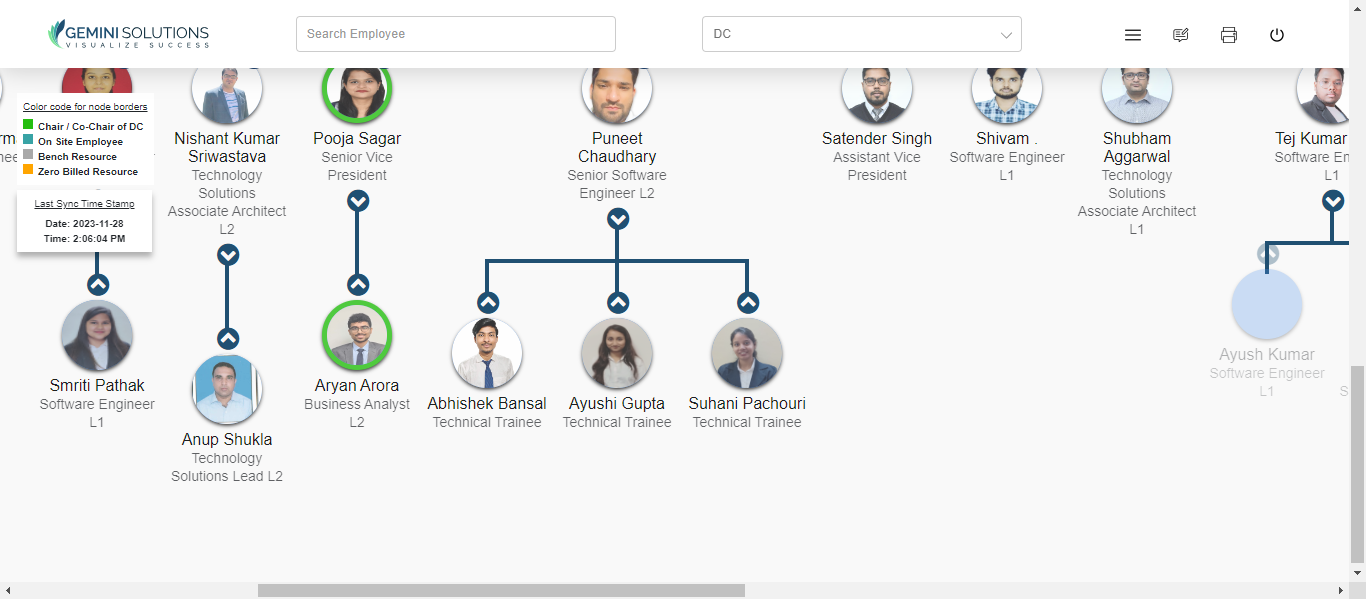 GEMINI SOLUTIONS
VISUALIZE SUCCESS
Search Employee
DC
Color code for node borders
Chair / Co-Chair of DC
On Site Employee
Bench Resource
Zero Billed Resource
Last Sync Time Stamp
Date: 2023-11-28
Time: 2:06:04 PM
Smriti Pathak
Software Engineer
L1
Nishant Kumar
Sriwastava
Technology
Solutions
Associate Architect
L2
Anup Shukla
Technology
Solutions Lead L2
Pooja Sagar
Senior Vice
President
Aryan Arora
Business Analyst
L2
Puneet
Chaudhary
Senior Software
Engineer L2
Abhishek Bansal
Technical Trainee
Ayushi Gupta
Technical Trainee
Suhani Pachouri
Technical Trainee
Satender Singh
Assistant Vice
President
Shivam .
Software Engineer
L1
Shubham
Aggarwal
Technology
Solutions
Associate Architect
L1
Tej Kumar
Software En
L1
Ayush Kumar
Software Engineer
L1
S